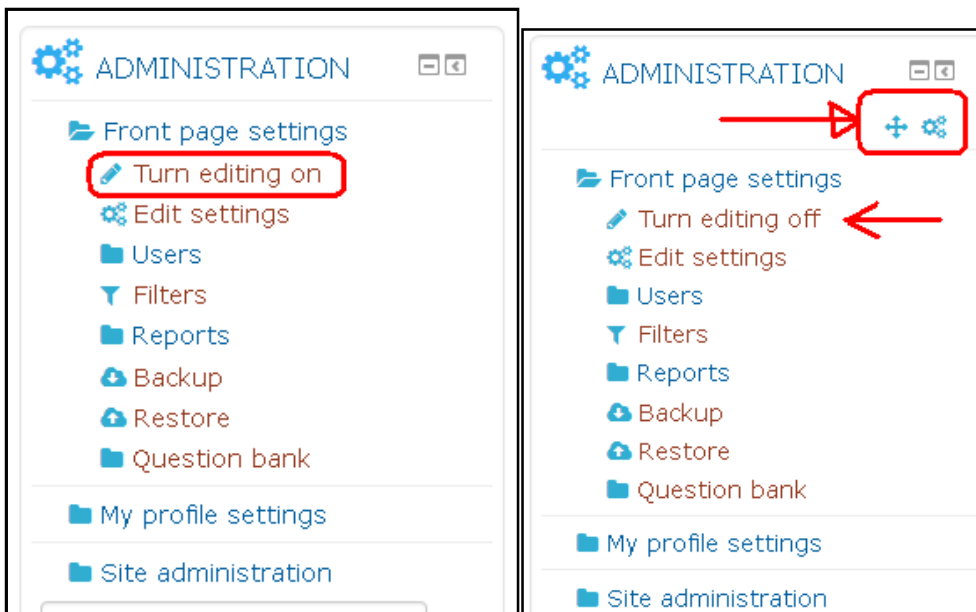 ADMINISTRATION
Front page settings
Turn editing on
Edit settings
Users
Filters
Reports
Backup
Restore
Question bank
My profile settings
Site administration
ADMINISTRATION
Front page settings
Turn editing off
Edit settings
Users
Filters
Reports
Backup
Restore
Question bank
My profile settings
Site administration